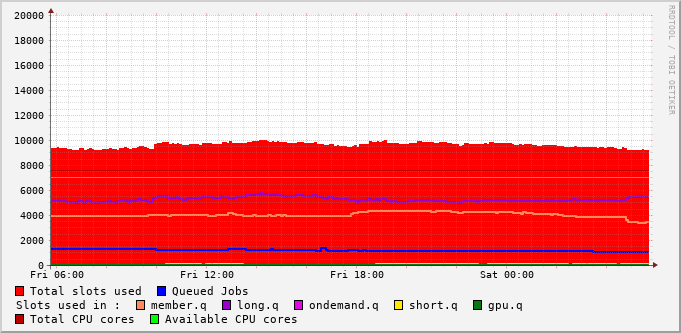 RRDTOOL / TOBI OETIKER
20000
18000
16000
14000
12000
10000
8000
6000
4000
2000
0
Fri 06:00 Fri 12:00 Fri 18:00 Sat 00:00
Total slots used Queued Jobs
Slots used in : member.q long.q ondemand.q short.q gpu.q
Total CPU cores Available CPU cores